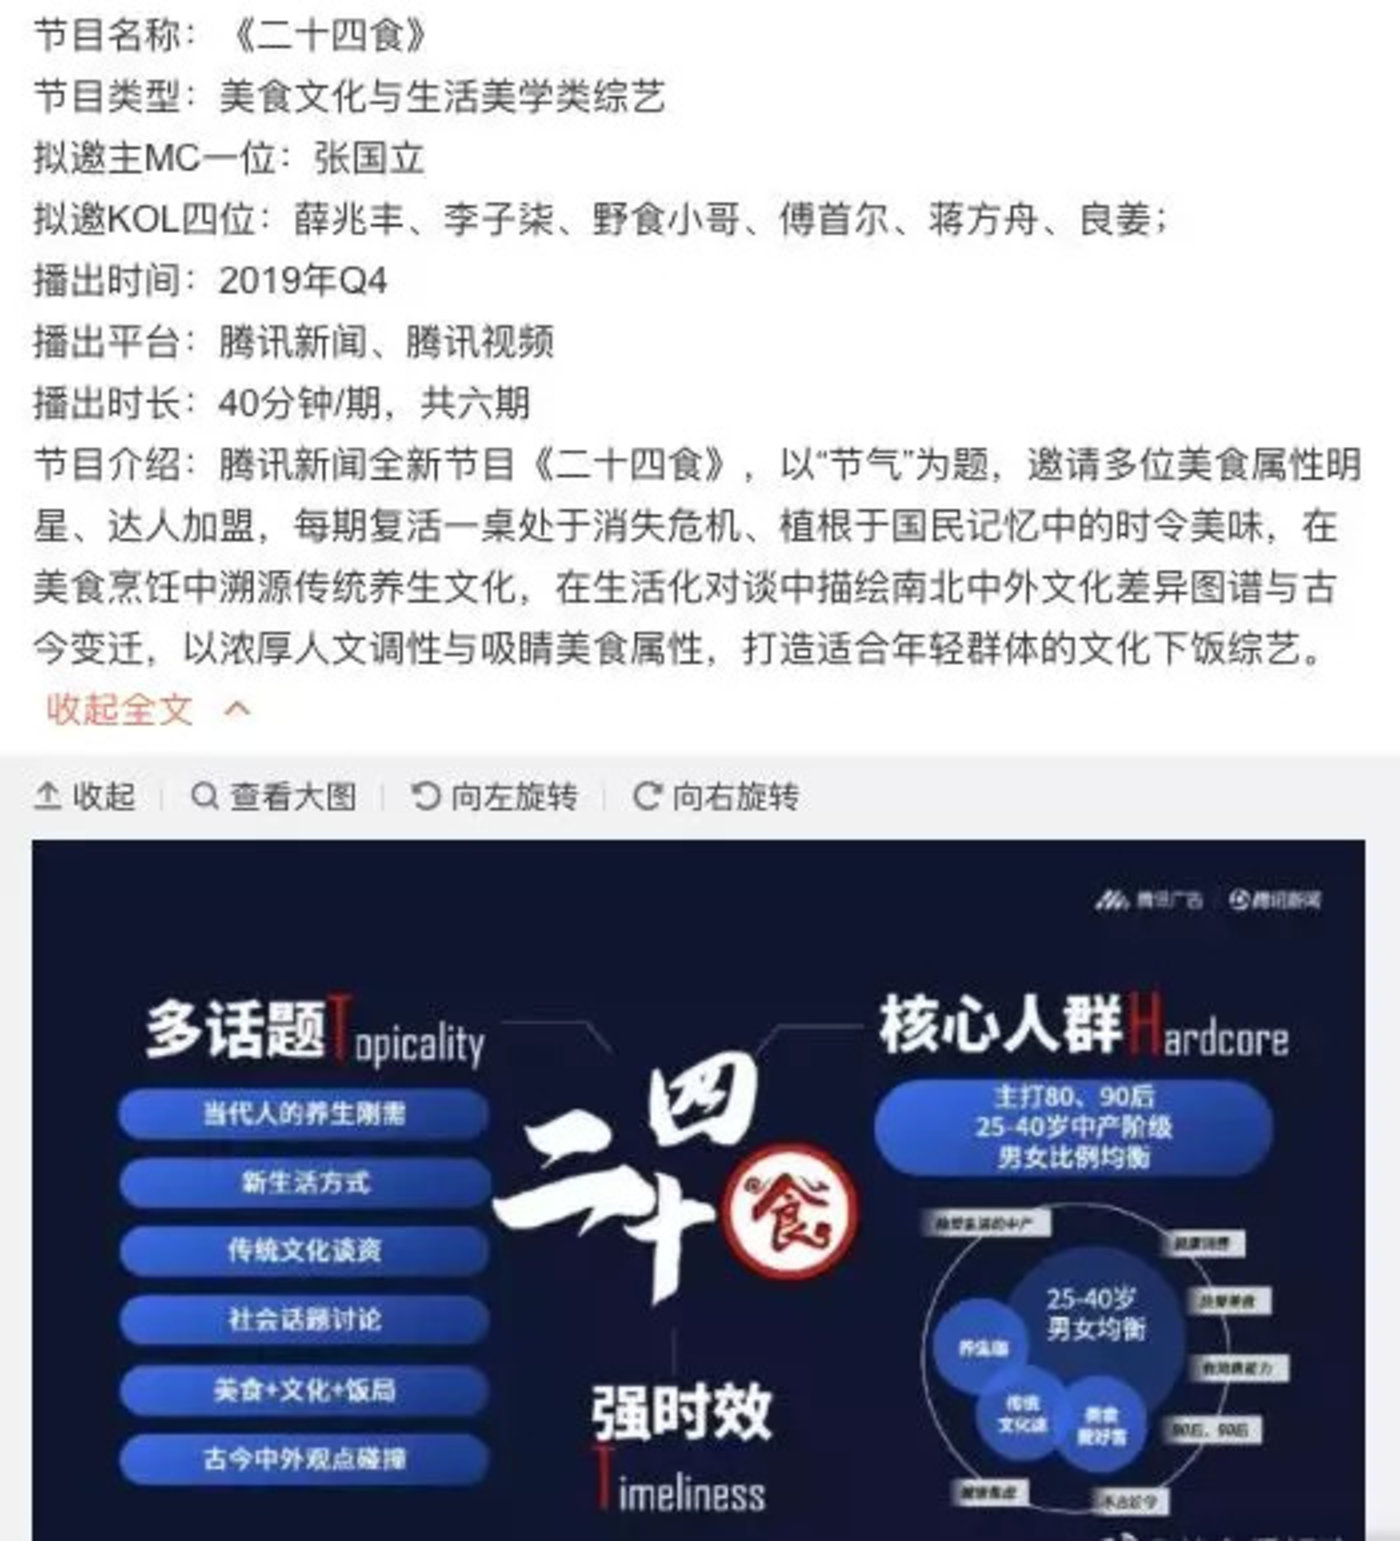 节目名称：《二十四食》
节目类型：美食文化与生活美学类综艺
拟邀主MC一位：张国立
拟邀KOL四位：薛兆丰、李子柒、野食小哥、傅首尔、蒋方舟、良姜；
播出时间：2019年Q4
播出平台：腾讯新闻、腾讯视频
播出时长：40分钟/期，共六期
节目介绍：腾讯新闻全新节目《二十四食》，以“节气”为题，邀请多位美食属性明
星、达人加盟，每期复活一桌处于消失危机、植根于国民记忆中的时令美味，在
美食烹饪中溯源传统养生文化，在生活化对谈中描绘南北中外文化差异图谱与古
今变迁，以浓厚人文调性与吸睛美食属性，打造适合年轻群体的文化下饭综艺。
收起全文
收起 查看大图 向左旋转 向右旋转
腾讯广告 腾讯新闻
多话题Topicality
当代人的养生刚需
新生活方式
传统文化谈资
社会话题讨论
美食+文化+饭局
古今中外观点碰撞
二十四食
强时效
Timeliness
核心人群Hardcore
主打80、90后
25-40岁中产阶级
男女比例均衡
热爱生活的中产
热爱美食
有消费能力
80后、90后
25-40岁
男女均衡
养生咖
传统
文化迷
美食
爱好者